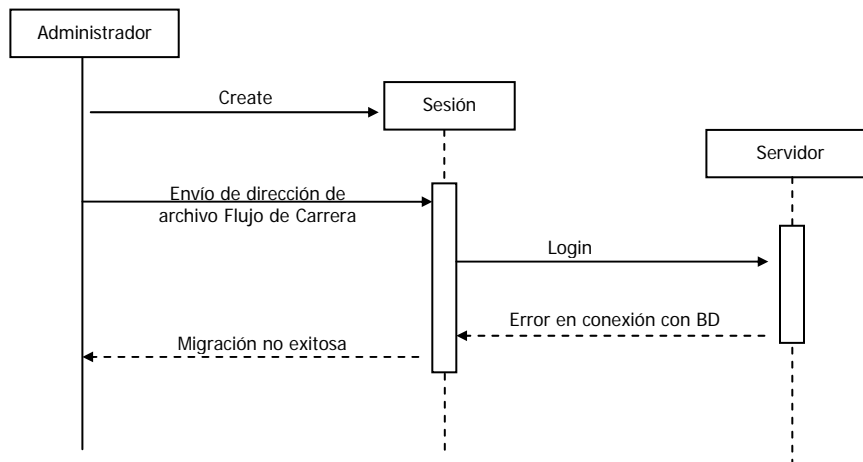 Administrador
Create
Sesión
Servidor
Envío de dirección de
archivo Flujo de Carrera
Login
Error en conexión con BD
Migración no exitosa